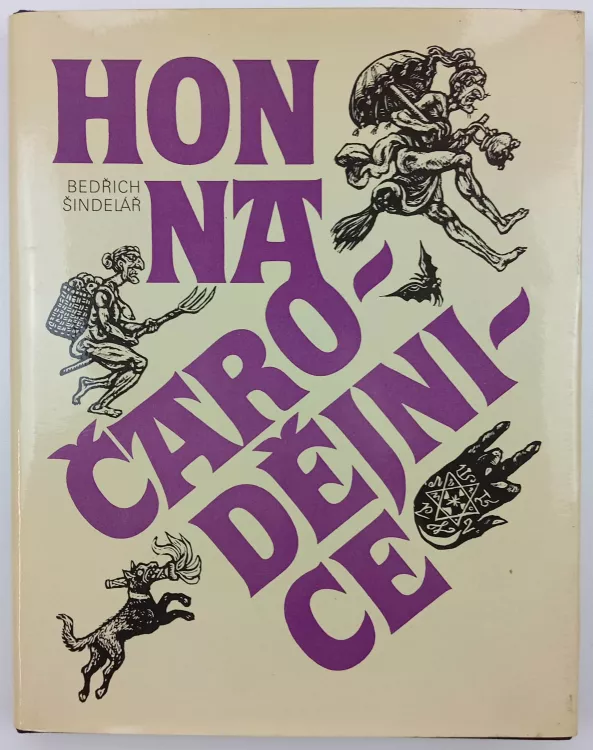 HON
BEDŘICH
ŠINDELÁŘ
NA
ČARO-
DĚJNI-
CE